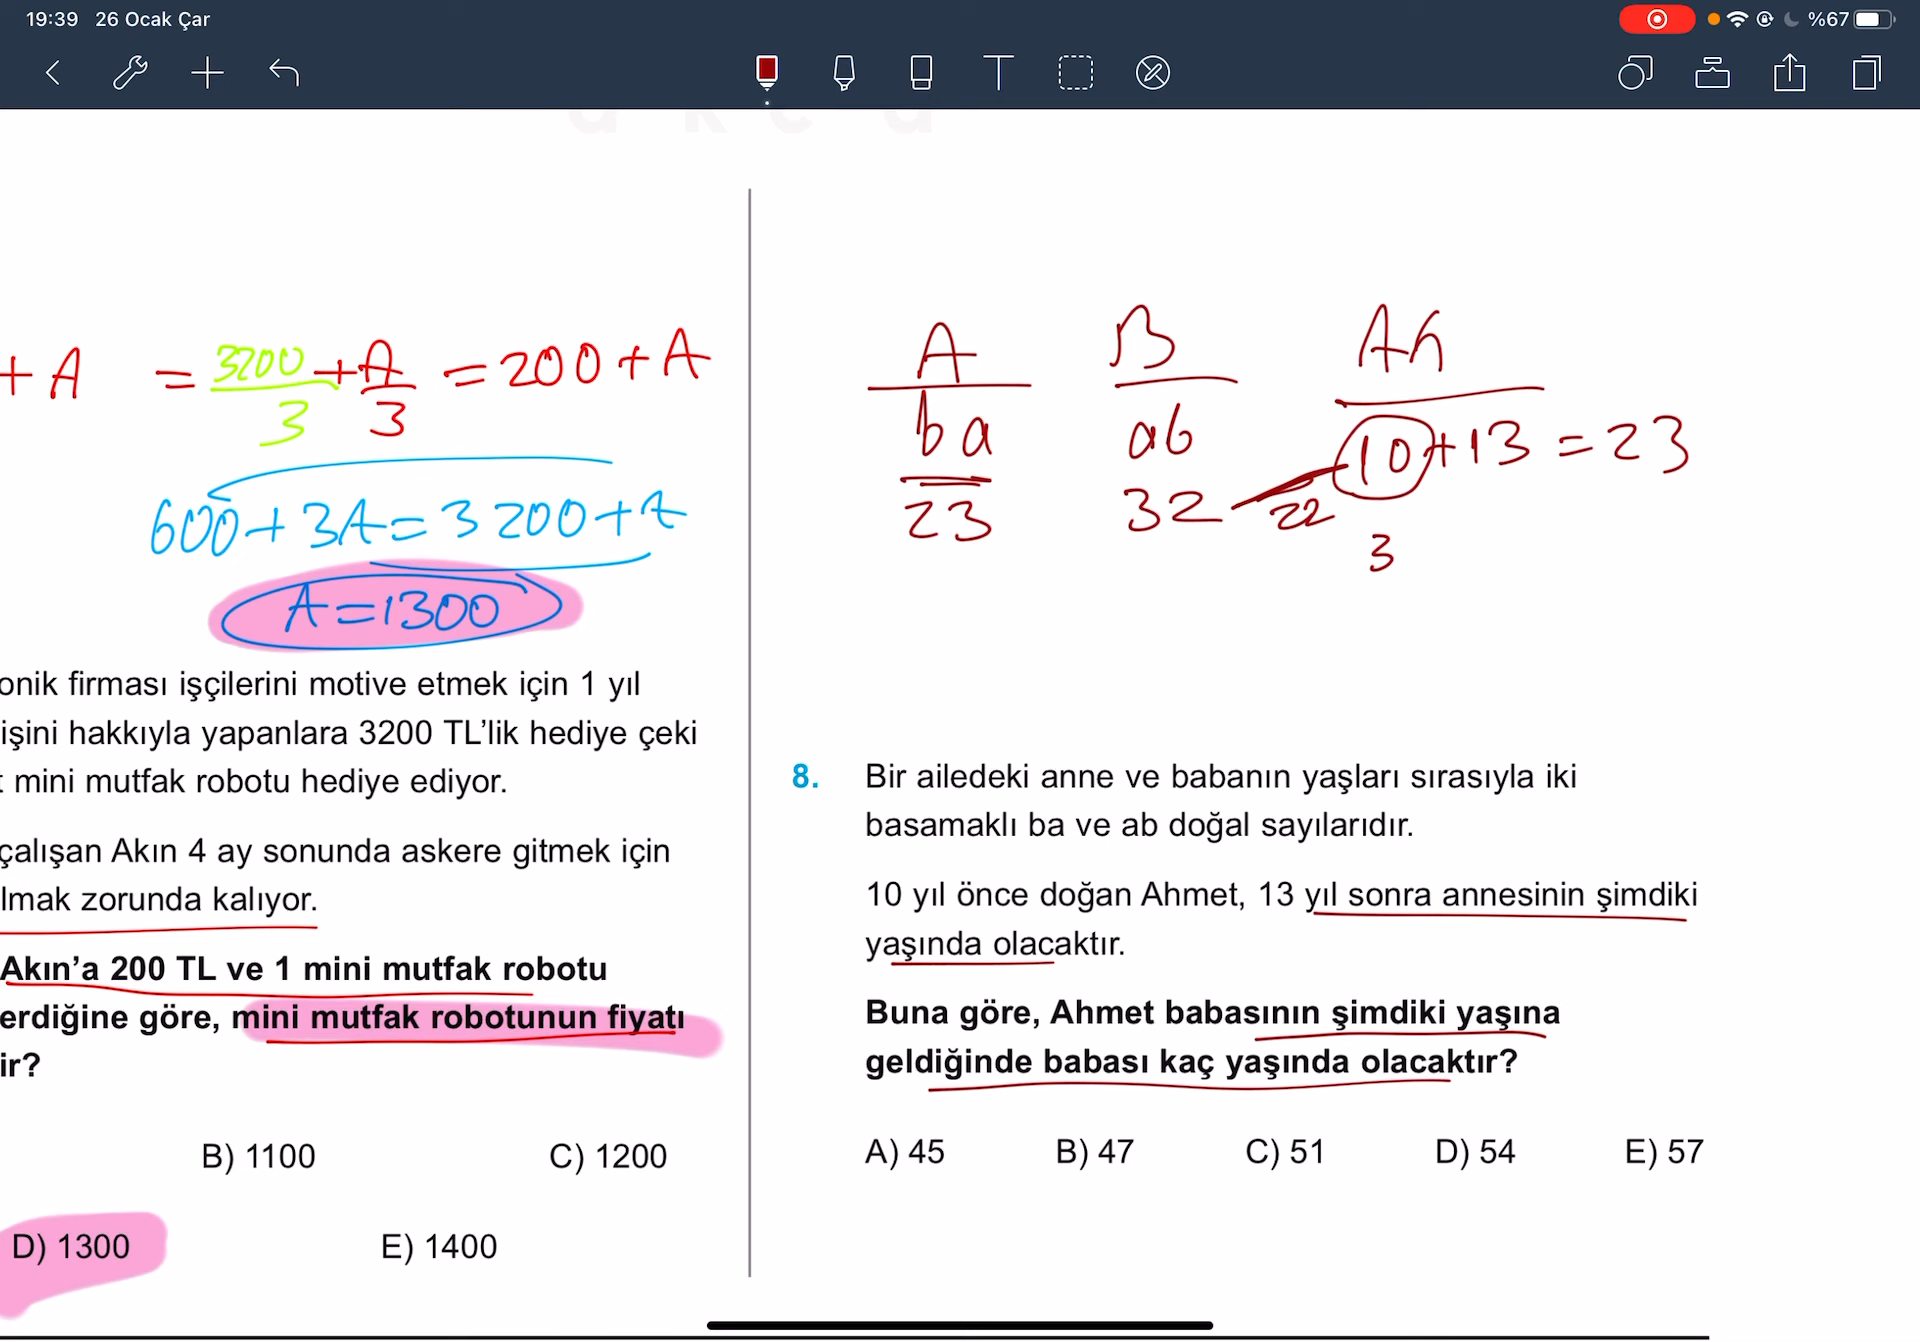 19:39 26 Ocak Çar
%67
T
akca
+ A = 3200/3 + A/3 = 200 + A
600 + 3A = 3200 + A
A = 1300
onik firması işçilerini motive etmek için 1 yıl
işini hakkıyla yapanlara 3200 TL’lik hediye çeki
mini mutfak robotu hediye ediyor.
çalışan Akın 4 ay sonunda askere gitmek için
lmak zorunda kalıyor.
Akın’a 200 TL ve 1 mini mutfak robotu
erdiğine göre, mini mutfak robotunun fiyatı
ir?
B) 1100 C) 1200
D) 1300 E) 1400
A B Ah
ba ab 10 + 13 = 23
23 32 22
3
8. Bir ailedeki anne ve babanın yaşları sırasıyla iki
basamaklı ba ve ab doğal sayılarıdır.
10 yıl önce doğan Ahmet, 13 yıl sonra annesinin şimdiki
yaşında olacaktır.
Buna göre, Ahmet babasının şimdiki yaşına
geldiğinde babası kaç yaşında olacaktır?
A) 45 B) 47 C) 51 D) 54 E) 57